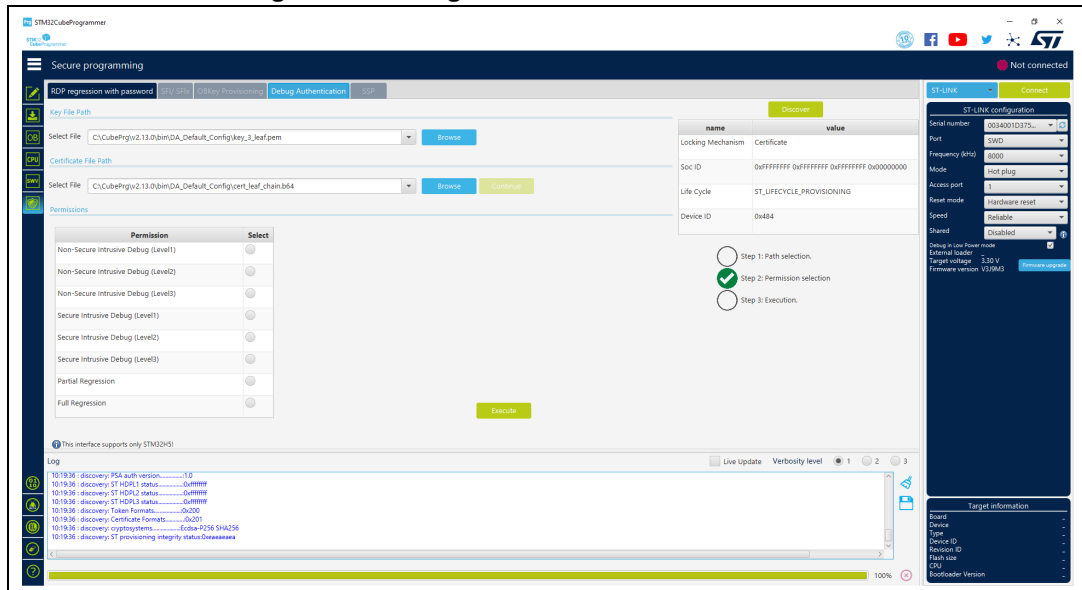 STM32CubeProgrammer
Secure programming
Not connected
RDP regression with password SFI/ SFIx OBKey Provisioning Debug Authentication SSP
Key File Path
Select File C:\CubePrg\v2.13.0\bin\DA_Default_Config\key_3_leaf.pem Browse
Certificate File Path
Select File C:\CubePrg\v2.13.0\bin\DA_Default_Config\cert_leaf_chain.b64 Browse Continue
Permissions
Permission Select
Non-Secure Intrusive Debug (Level1)
Non-Secure Intrusive Debug (Level2)
Non-Secure Intrusive Debug (Level3)
Secure Intrusive Debug (Level1)
Secure Intrusive Debug (Level2)
Secure Intrusive Debug (Level3)
Partial Regression
Full Regression
Execute
This interface supports only STM32H5!
Discover
name value
Locking Mechanism Certificate
Soc ID 0xFFFFFFFF 0xFFFFFFFF 0xFFFFFFFF 0x00000000
Life Cycle ST_LIFECYCLE_PROVISIONING
Device ID 0x484
Step 1: Path selection.
Step 2: Permission selection
Step 3: Execution.
Log Live Update Verbosity level 1 2 3
10:19:36 : discovery: PSA auth version..............:1.0
10:19:36 : discovery: ST HDPL1 status...............:0xffffffff
10:19:36 : discovery: ST HDPL2 status...............:0xffffffff
10:19:36 : discovery: ST HDPL3 status...............:0xffffffff
10:19:36 : discovery: Token Formats.................:0x200
10:19:36 : discovery: Certificate Formats...........:0x201
10:19:36 : discovery: cryptosystems.................:Ecdsa-P256 SHA256
10:19:36 : discovery: ST provisioning integrity status:0xeaeaeaea
100%
ST-LINK Connect
ST-LINK configuration
Serial number 0034001D375...
Port SWD
Frequency (kHz) 8000
Mode Hot plug
Access port 1
Reset mode Hardware reset
Speed Reliable
Shared Disabled
Debug in Low Power mode
External loader _
Target voltage 3.30 V
Firmware version V3J9M3 Firmware upgrade
Target information
Board _
Device _
Type _
Device ID _
Revision ID _
Flash size _
CPU _
Bootloader Version _